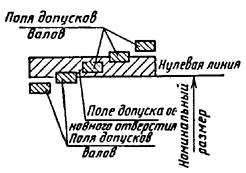 Поля допусков
валов
Нулевая линия
Поле допуска ос
новного отверстия
Поля допусков
валов
Номинальный
размер